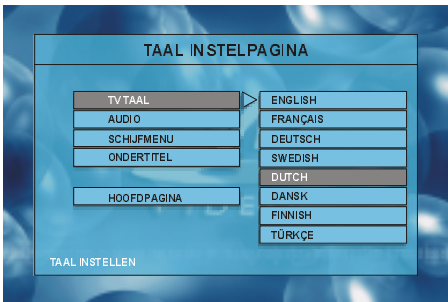 TAAL INSTELPAGINA
TV TAAL
AUDIO
SCHIJFMENU
ONDERTITEL
HOOFDPAGINA
ENGLISH
FRANÇAIS
DEUTSCH
SWEDISH
DUTCH
DANSK
FINNISH
TÜRKÇE
TAAL INSTELLEN